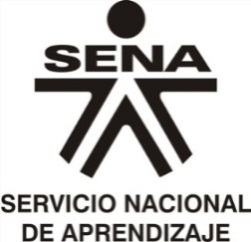 SENA
SERVICIO NACIONAL
DE APRENDIZAJE